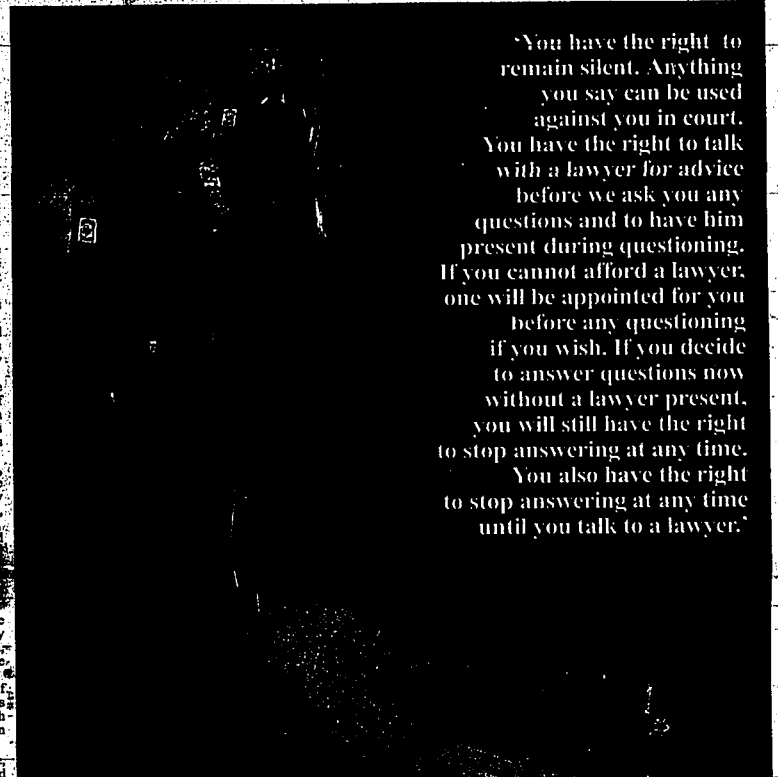 ‘You have the right to
remain silent. Anything
you say can be used
against you in court.
You have the right to talk
with a lawyer for advice
before we ask you any
questions and to have him
present during questioning.
If you cannot afford a lawyer,
one will be appointed for you
before any questioning
if you wish. If you decide
to answer questions now
without a lawyer present,
you will still have the right
to stop answering at any time.
You also have the right
to stop answering at any time
until you talk to a lawyer.’